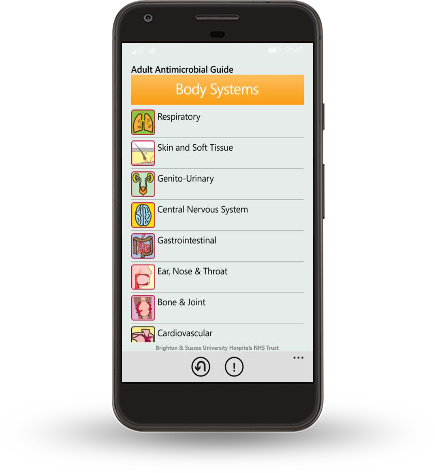 Adult Antimicrobial Guide
Body Systems
Respiratory
Skin and Soft Tissue
Genito-Urinary
Central Nervous System
Gastrointestinal
Ear, Nose & Throat
Bone & Joint
Cardiovascular
Brighton & Sussex University Hospitals NHS Trust